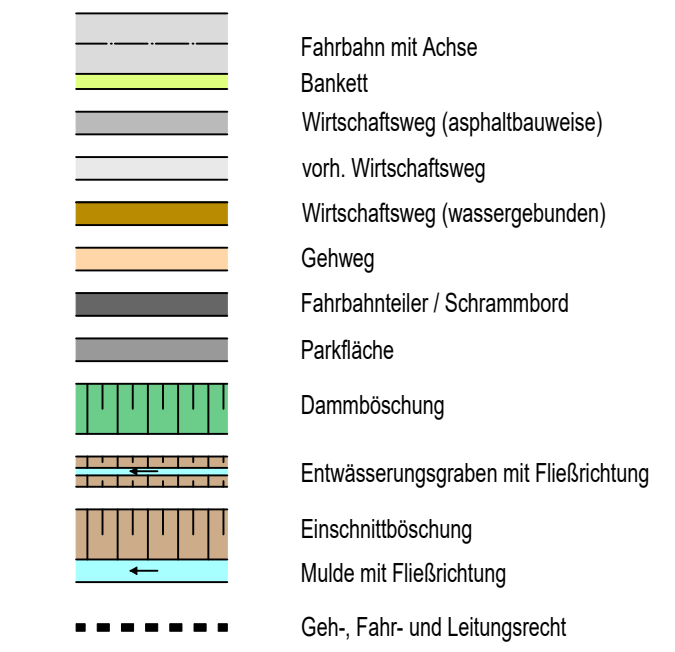 Fahrbahn mit Achse
Bankett
Wirtschaftsweg (asphaltbauweise)
vorh. Wirtschaftsweg
Wirtschaftsweg (wassergebunden)
Gehweg
Fahrbahnteiler / Schrammbord
Parkfläche
Dammböschung
Entwässerungsgraben mit Fließrichtung
Einschnittböschung
Mulde mit Fließrichtung
Geh-, Fahr- und Leitungsrecht